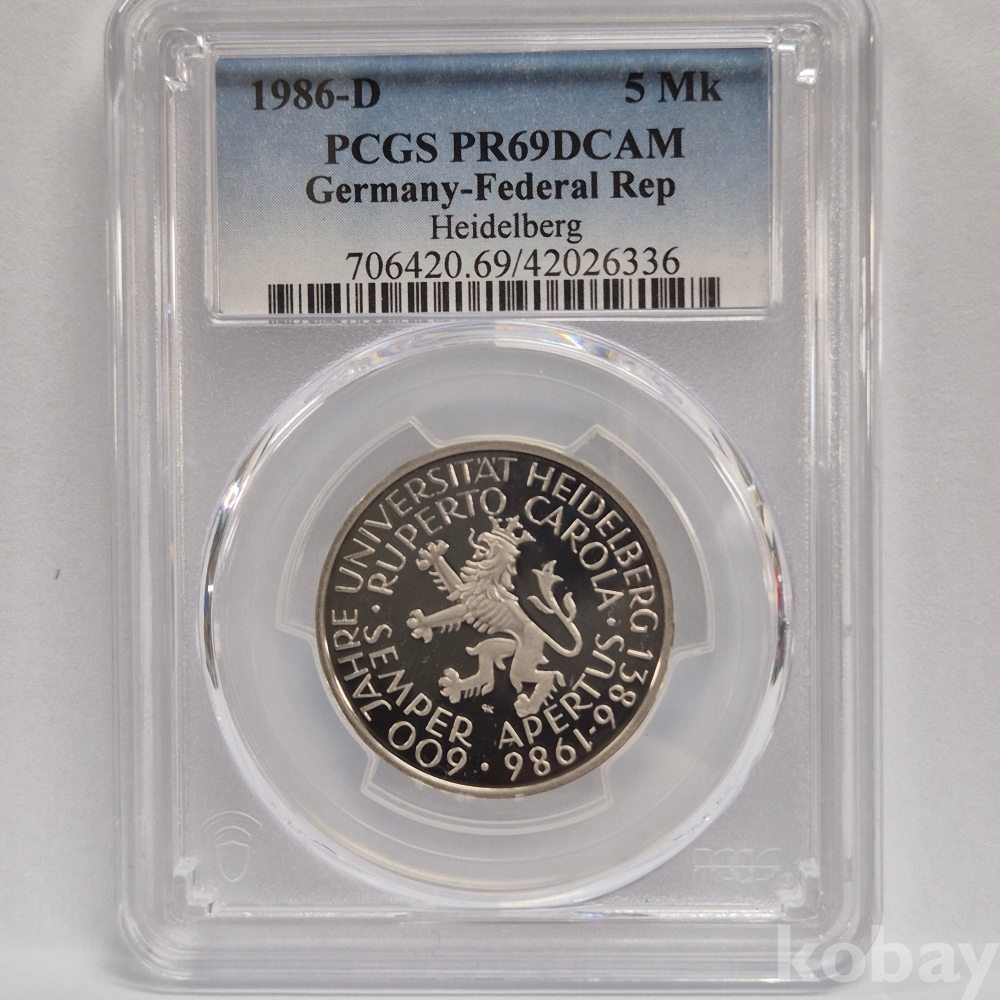 1986-D 5 Mk
PCGS PR69DCAM
Germany-Federal Rep
Heidelberg
706420.69/42026336
600 JAHRE UNIVERSITÄT HEIDELBERG 1386-1986 ·
SEMPER APERTUS · RUPERTO CAROLA ·
PCGS
kobay